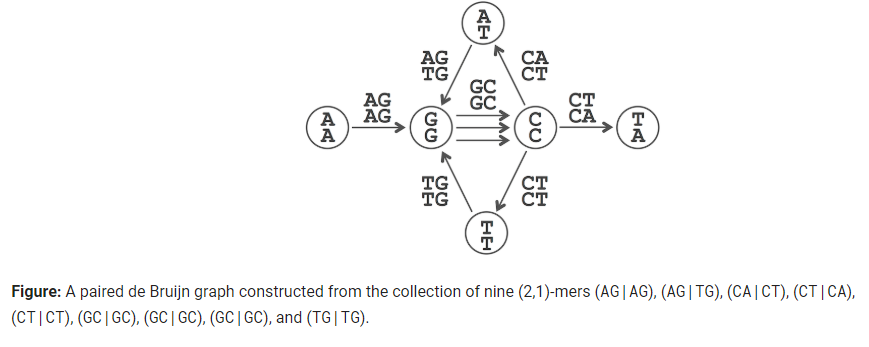 A
T
AG
TG
CA
CT
GC
GC
AG
AG
CT
CA
A
A
G
G
C
C
T
A
TG
TG
CT
CT
T
T
Figure: A paired de Bruijn graph constructed from the collection of nine (2,1)-mers (AG|AG), (AG|TG), (CA|CT), (CT|CA),
(CT|CT), (GC|GC), (GC|GC), (GC|GC), and (TG|TG).